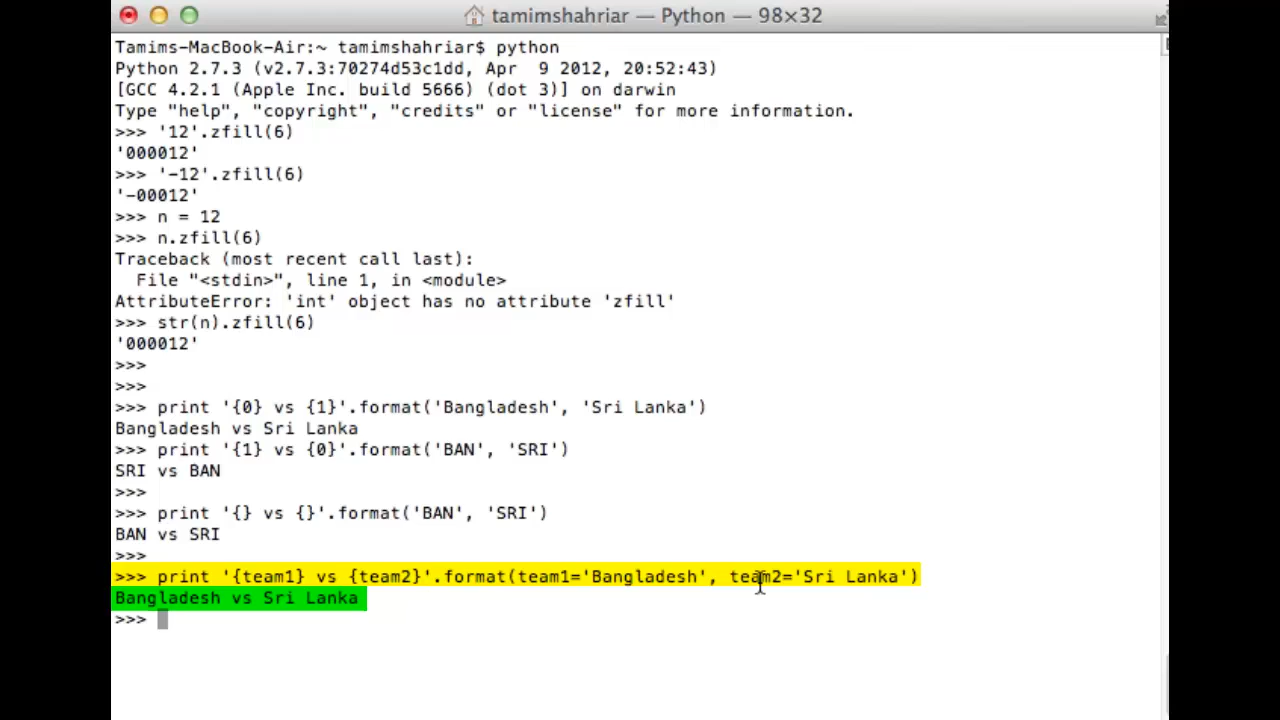 tamimshahriar — Python — 98×32
Tamims-MacBook-Air:~ tamimshahriar$ python
Python 2.7.3 (v2.7.3:70274d53c1dd, Apr  9 2012, 20:52:43)
[GCC 4.2.1 (Apple Inc. build 5666) (dot 3)] on darwin
Type "help", "copyright", "credits" or "license" for more information.
>>> '12'.zfill(6)
'000012'
>>> '-12'.zfill(6)
'-00012'
>>> n = 12
>>> n.zfill(6)
Traceback (most recent call last):
  File "<stdin>", line 1, in <module>
AttributeError: 'int' object has no attribute 'zfill'
>>> str(n).zfill(6)
'000012'
>>>
>>>
>>> print '{0} vs {1}'.format('Bangladesh', 'Sri Lanka')
Bangladesh vs Sri Lanka
>>> print '{1} vs {0}'.format('BAN', 'SRI')
SRI vs BAN
>>>
>>> print '{} vs {}'.format('BAN', 'SRI')
BAN vs SRI
>>>
>>> print '{team1} vs {team2}'.format(team1='Bangladesh', team2='Sri Lanka')
Bangladesh vs Sri Lanka
>>>